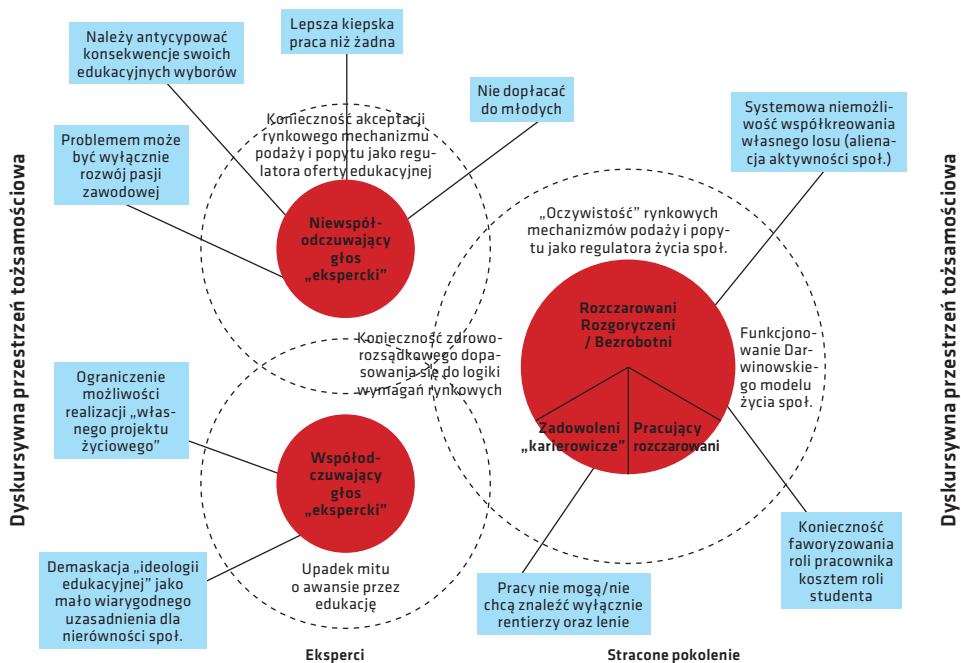 Dyskursywna przestrzeń tożsamościowa
Należy antycypować
konsekwencje swoich
edukacyjnych wyborów
Lepsza kiepska
praca niż żadna
Nie dopłacać
do młodych
Problemem może
być wyłącznie
rozwój pasji
zawodowej
Konieczność akceptacji
rynkowego mechanizmu
podaży i popytu jako regu-
latora oferty edukacyjnej
Niewspół-
odczuwający
głos
„ekspercki”
Konieczność zdrowo-
rozsądkowego dopa-
sowania się do logiki
wymagań rynkowych
Ograniczenie
możliwości
realizacji „włas-
nego projektu
życiowego”
Współod-
czuwający
głos
„ekspercki”
Upadek mitu
o awansie przez
edukację
Demaskacja „ideologii
edukacyjnej” jako
mało wiarygodnego
uzasadnienia dla
nierówności społ.
Eksperci
Systemowa niemożli-
wość współkreowania
własnego losu (aliena-
cja aktywności społ.)
„Oczywistość” rynkowych
mechanizmów podaży i popy-
tu jako regulatora życia społ.
Rozczarowani
Rozgoryczeni
/ Bezrobotni
Zadowoleni
„karierowicze”
Pracujący
rozczarowani
Funkcjono-
wanie Dar-
winowskie-
go modelu
życia społ.
Pracy nie mogą/nie
chcą znaleźć wyłącznie
rentierzy oraz lenie
Konieczność
faworyzowania
roli pracownika
kosztem roli
studenta
Stracone pokolenie
Dyskursywna przestrzeń tożsamościowa